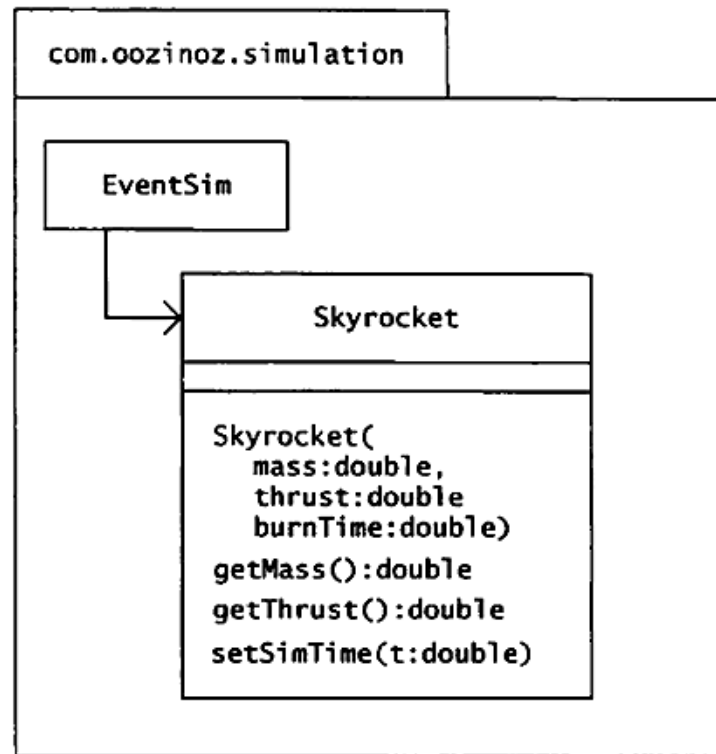 com.oozinoz.simulation
EventSim
Skyrocket
Skyrocket(
mass:double,
thrust:double
burnTime:double)
getMass():double
getThrust():double
setSimTime(t:double)